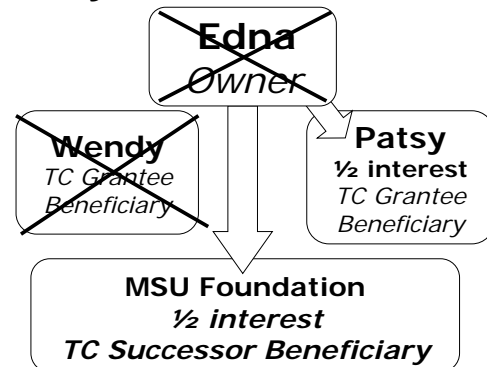 Edna
Owner
Wendy
TC Grantee
Beneficiary
Patsy
½ interest
TC Grantee
Beneficiary
MSU Foundation
½ interest
TC Successor Beneficiary